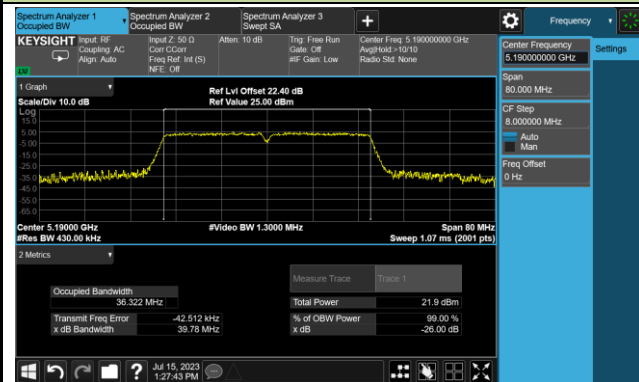 Spectrum Analyzer 1
Occupied BW
Spectrum Analyzer 2
Occupied BW
Spectrum Analyzer 3
Swept SA
Frequency
KEYSIGHT
Input: RF
Coupling: AC
Align: Auto
Input Z: 50 Ω
Corr CCorr
Freq Ref: Int (S)
NFE: Off
Atten: 10 dB
Trig: Free Run
Gate: Off
#IF Gain: Low
Center Freq: 5.190000000 GHz
Avg|Hold:>10/10
Radio Std: None
Center Frequency
5.190000000 GHz
Settings
Span
80.000 MHz
CF Step
8.000000 MHz
Auto
Man
Freq Offset
0 Hz
1 Graph
Scale/Div 10.0 dB
Ref Lvl Offset 22.40 dB
Ref Value 25.00 dBm
Log
15.0
5.00
-5.00
-15.0
-25.0
-35.0
-45.0
-55.0
-65.0
Center 5.19000 GHz
#Res BW 430.00 kHz
#Video BW 1.3000 MHz
Span 80 MHz
Sweep 1.07 ms (2001 pts)
2 Metrics
Measure Trace
Trace 1
Occupied Bandwidth
36.322 MHz
Total Power
21.9 dBm
Transmit Freq Error
-42.512 kHz
% of OBW Power
99.00 %
x dB Bandwidth
39.78 MHz
x dB
-26.00 dB
Jul 15, 2023
1:27:43 PM